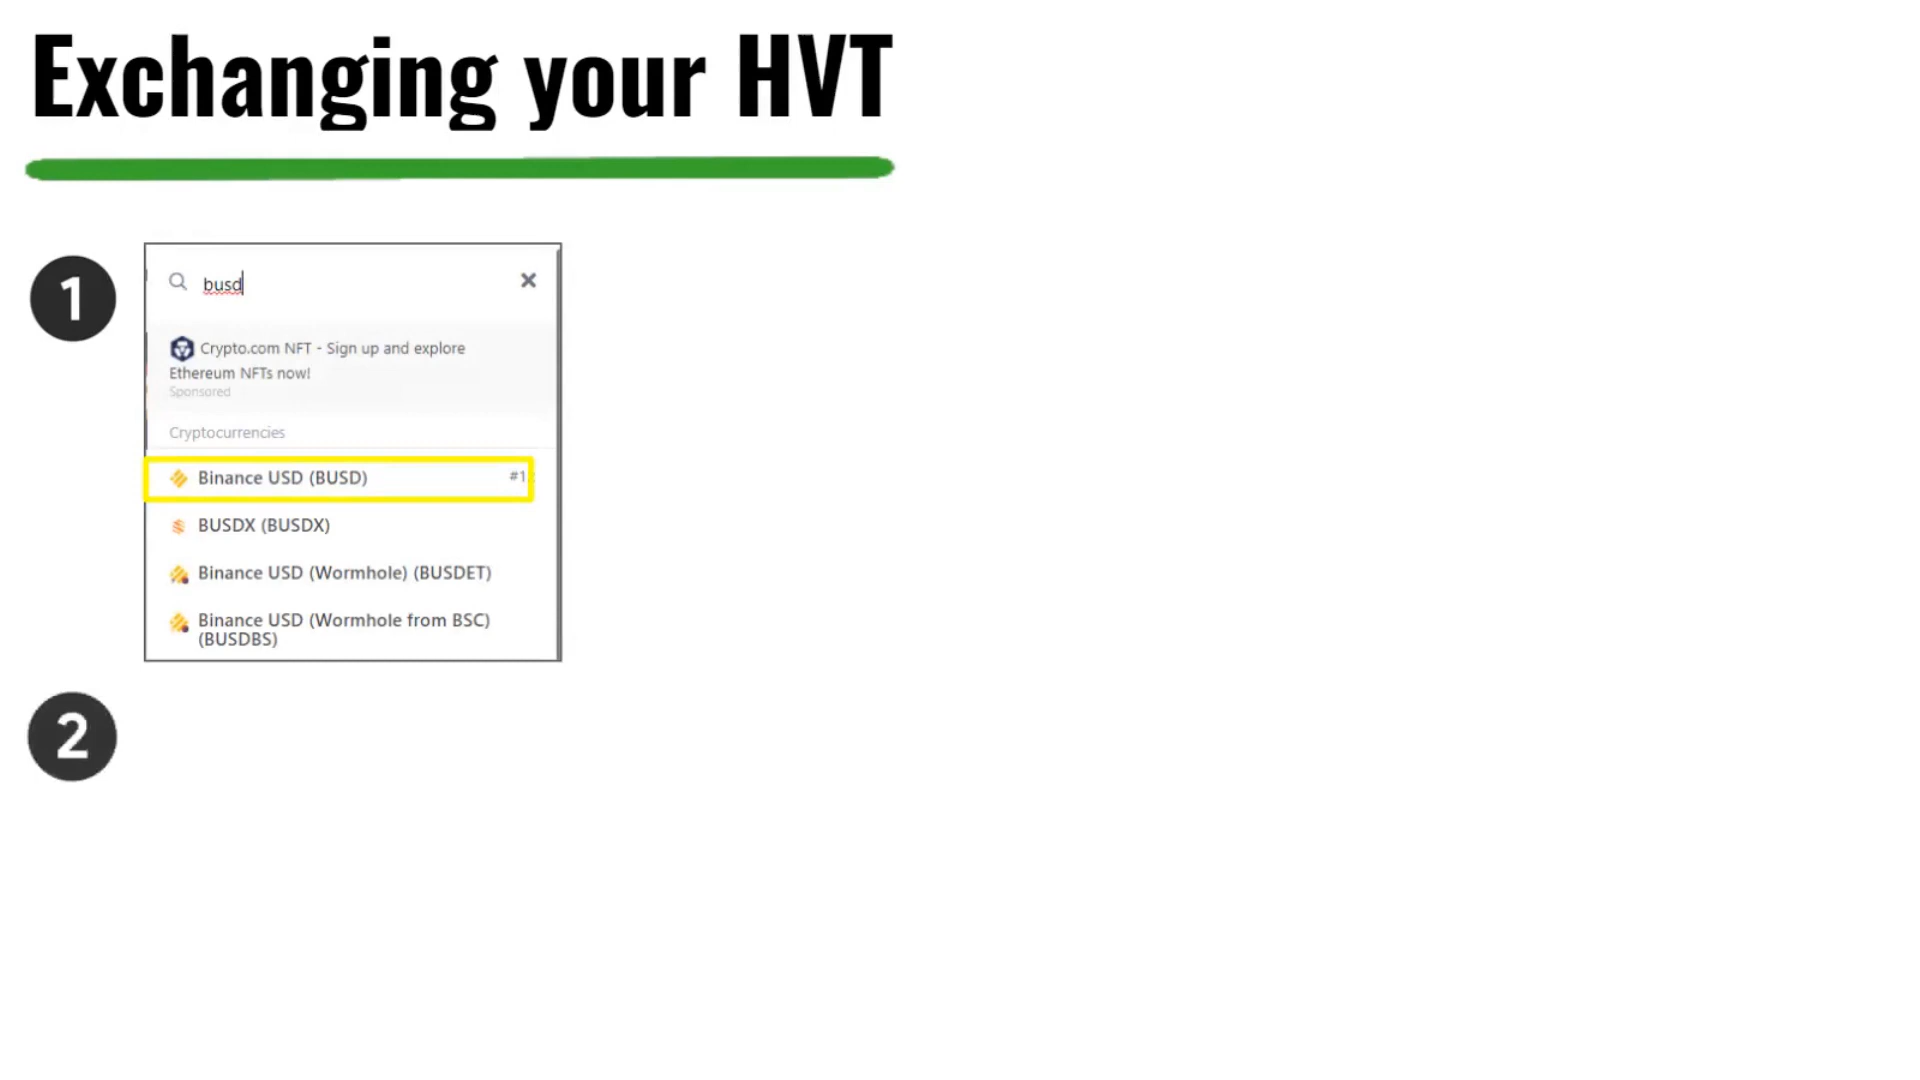 Exchanging your HVT
1
busd
Crypto.com NFT - Sign up and explore
Ethereum NFTs now!
Sponsored
Cryptocurrencies
Binance USD (BUSD)
BUSDX (BUSDX)
Binance USD (Wormhole) (BUSDET)
Binance USD (Wormhole from BSC)
(BUSDBS)
2